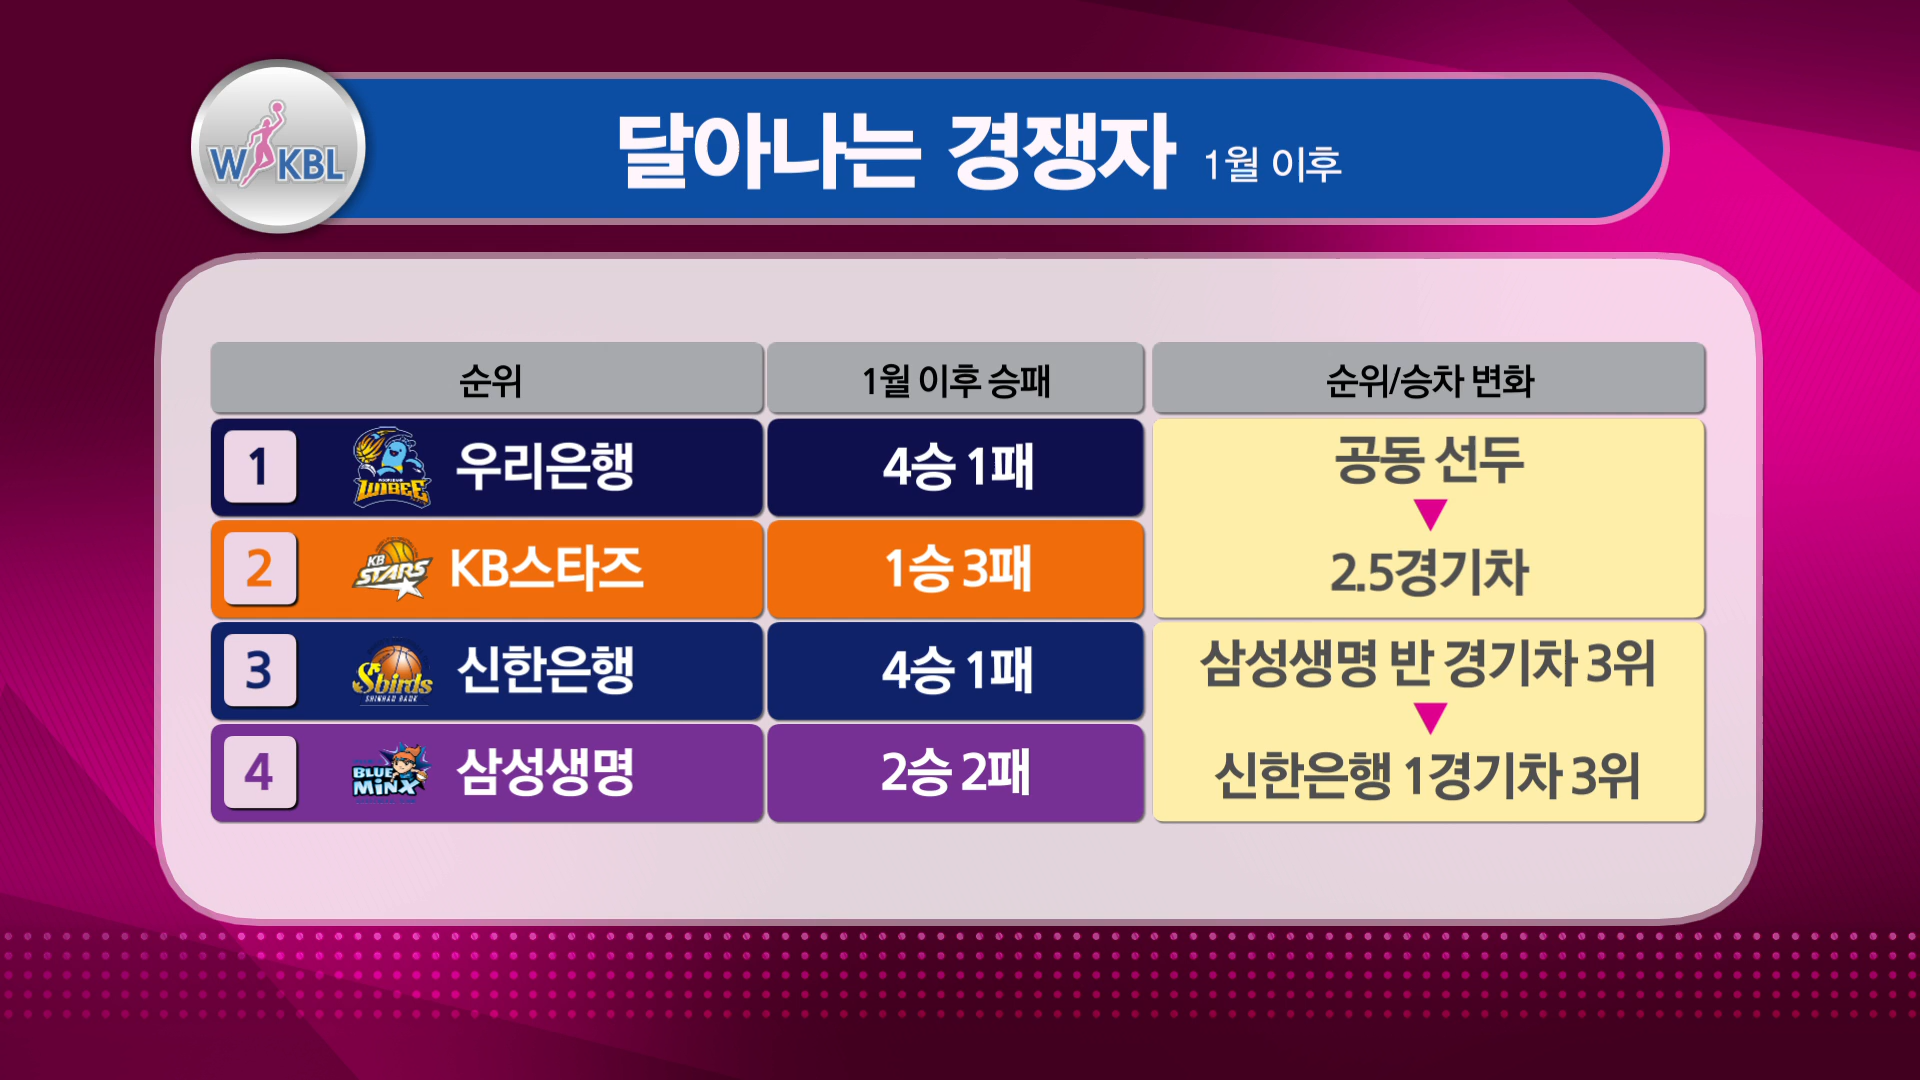 WKBL
달아나는 경쟁자 1월 이후
순위 1월 이후 승패 순위/승차 변화
1 WIBEE 우리은행 4승 1패
공동 선두
▼
2.5경기차
2 KB STARS KB스타즈 1승 3패
3 Sbirds SHINHAN BANK 신한은행 4승 1패
삼성생명 반 경기차 3위
▼
신한은행 1경기차 3위
4 BLUE MINX 삼성생명 2승 2패